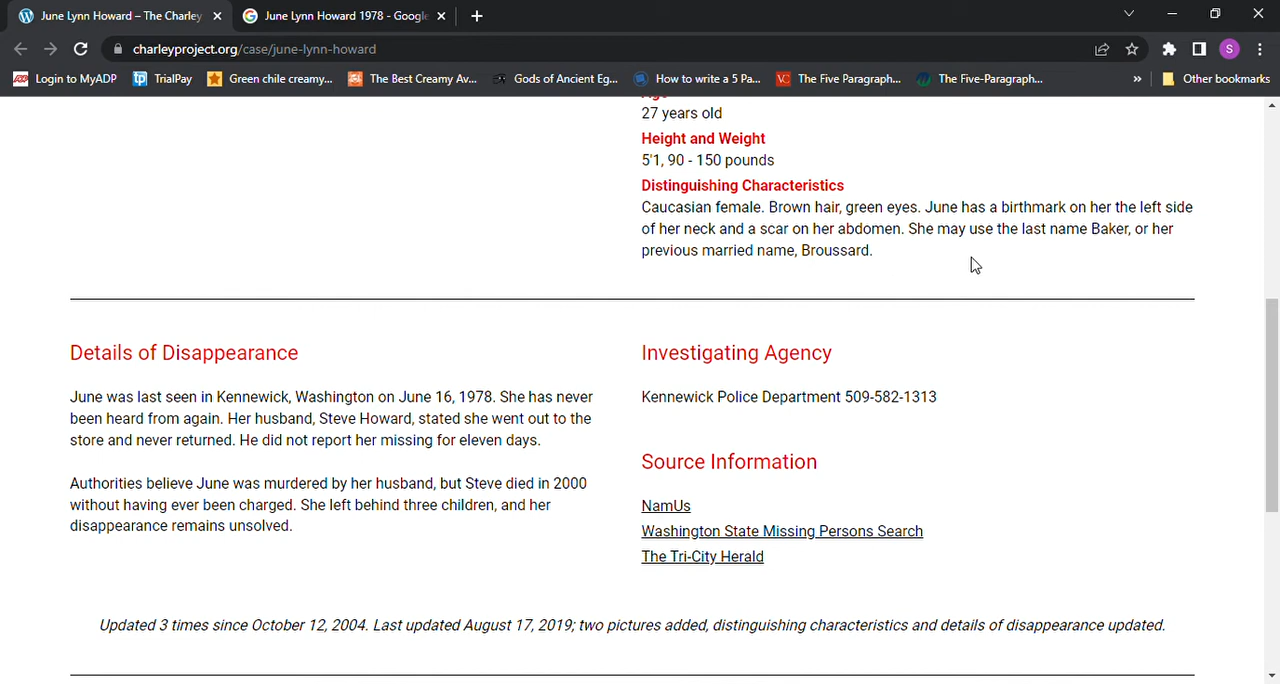 June Lynn Howard – The Charley
June Lynn Howard 1978 - Google
charleyproject.org/case/june-lynn-howard
S
Login to MyADP
tp TrialPay
Green chile creamy...
The Best Creamy Av...
Gods of Ancient Eg...
How to write a 5 Pa...
VC The Five Paragraph...
The Five-Paragraph...
» Other bookmarks
Age
27 years old
Height and Weight
5'1, 90 - 150 pounds
Distinguishing Characteristics
Caucasian female. Brown hair, green eyes. June has a birthmark on her the left side
of her neck and a scar on her abdomen. She may use the last name Baker, or her
previous married name, Broussard.
Details of Disappearance
June was last seen in Kennewick, Washington on June 16, 1978. She has never
been heard from again. Her husband, Steve Howard, stated she went out to the
store and never returned. He did not report her missing for eleven days.
Authorities believe June was murdered by her husband, but Steve died in 2000
without having ever been charged. She left behind three children, and her
disappearance remains unsolved.
Investigating Agency
Kennewick Police Department 509-582-1313
Source Information
NamUs
Washington State Missing Persons Search
The Tri-City Herald
Updated 3 times since October 12, 2004. Last updated August 17, 2019; two pictures added, distinguishing characteristics and details of disappearance updated.